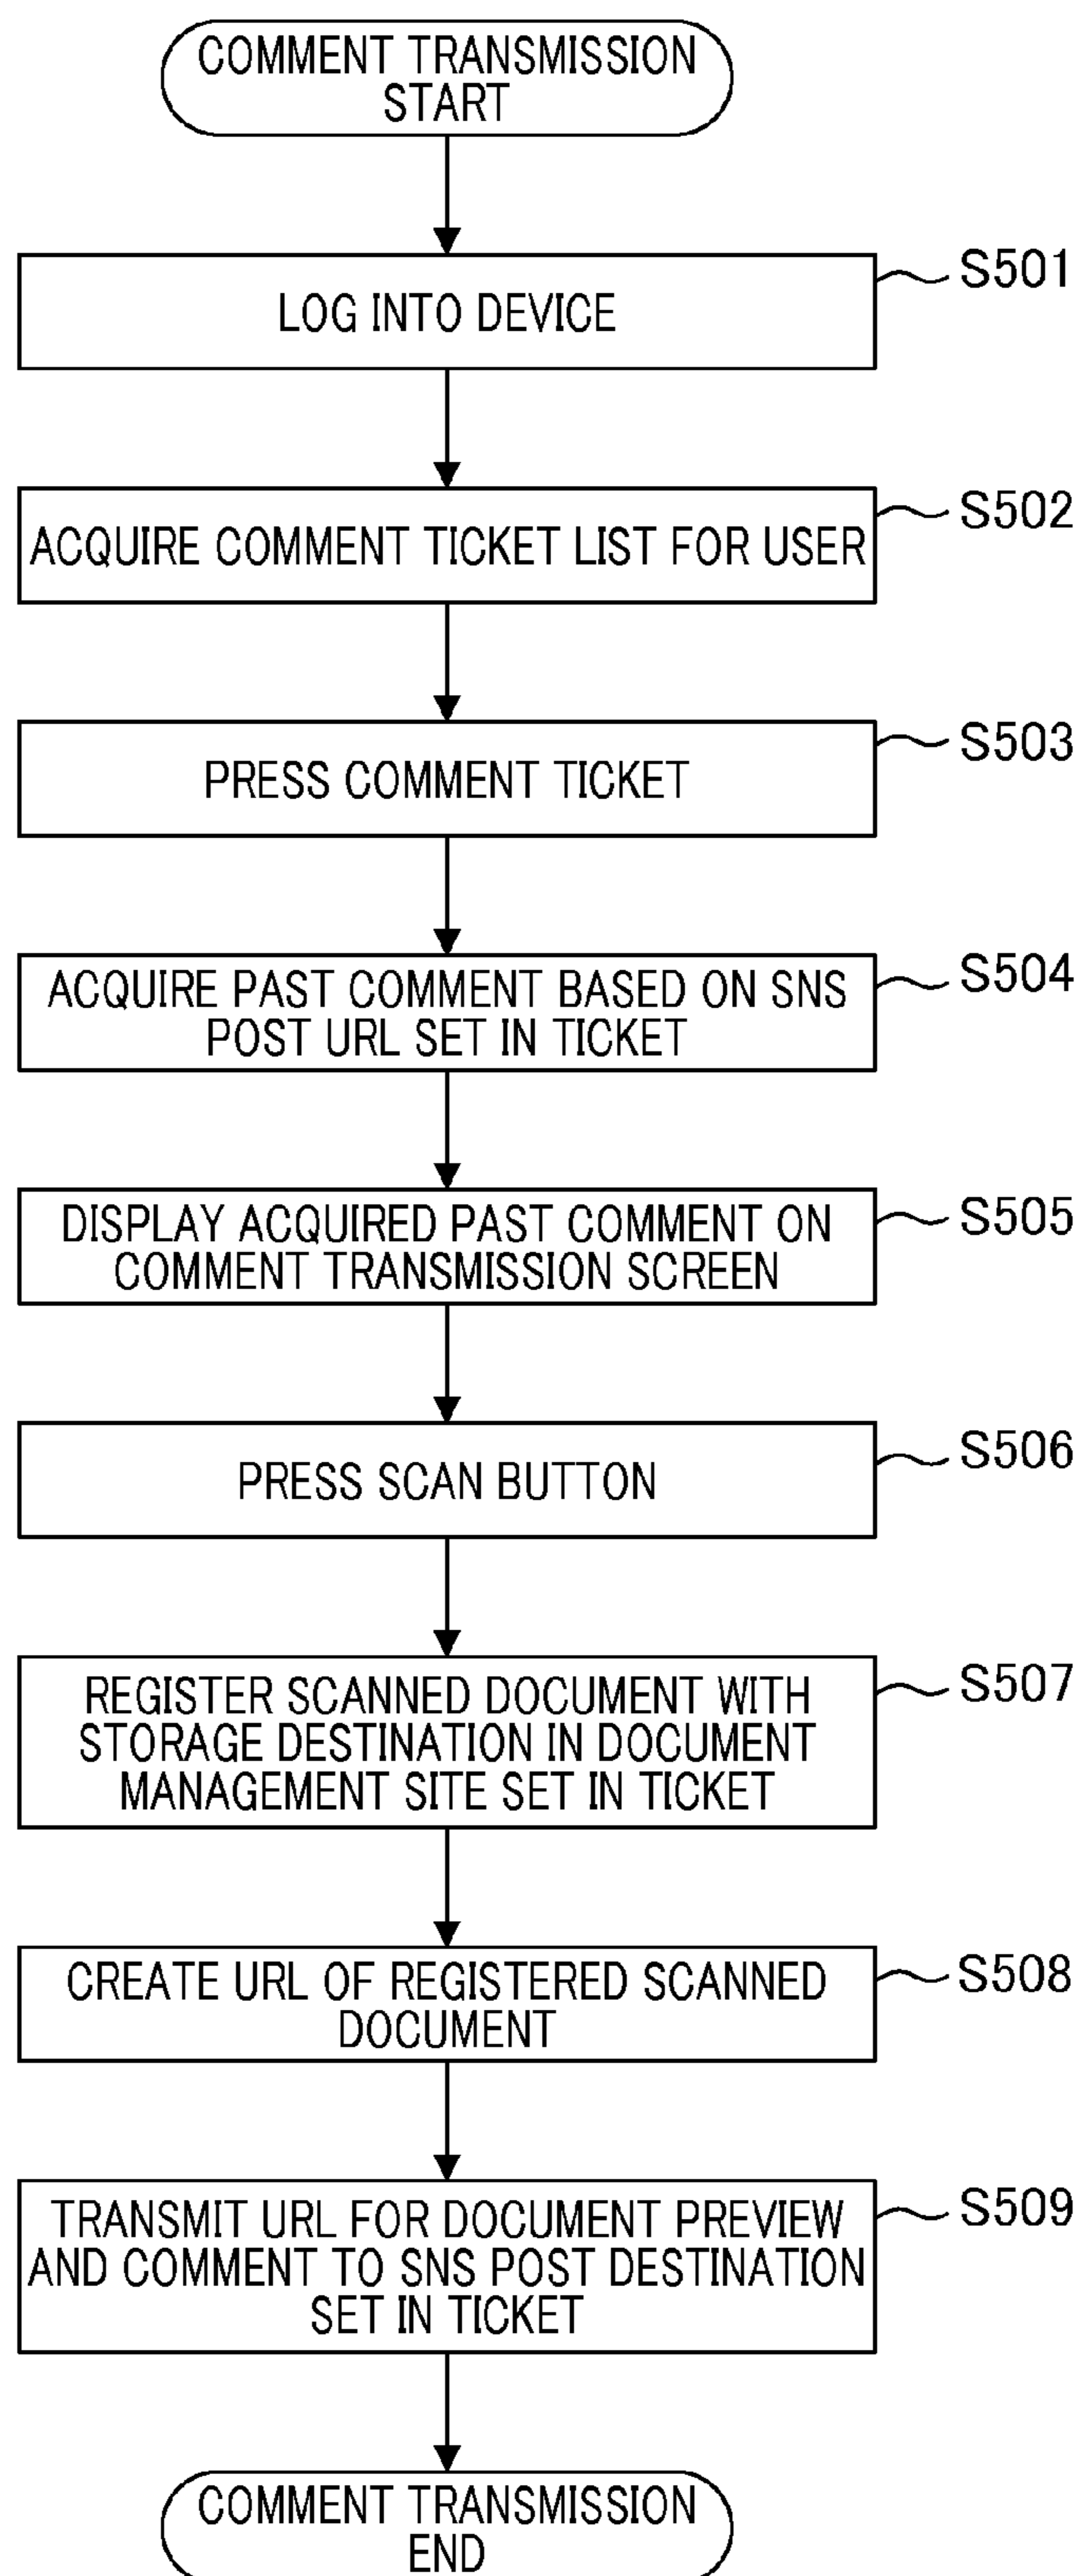 COMMENT TRANSMISSION
START
S501
LOG INTO DEVICE
S502
ACQUIRE COMMENT TICKET LIST FOR USER
S503
PRESS COMMENT TICKET
S504
ACQUIRE PAST COMMENT BASED ON SNS
POST URL SET IN TICKET
S505
DISPLAY ACQUIRED PAST COMMENT ON
COMMENT TRANSMISSION SCREEN
S506
PRESS SCAN BUTTON
S507
REGISTER SCANNED DOCUMENT WITH
STORAGE DESTINATION IN DOCUMENT
MANAGEMENT SITE SET IN TICKET
S508
CREATE URL OF REGISTERED SCANNED
DOCUMENT
S509
TRANSMIT URL FOR DOCUMENT PREVIEW
AND COMMENT TO SNS POST DESTINATION
SET IN TICKET
COMMENT TRANSMISSION
END